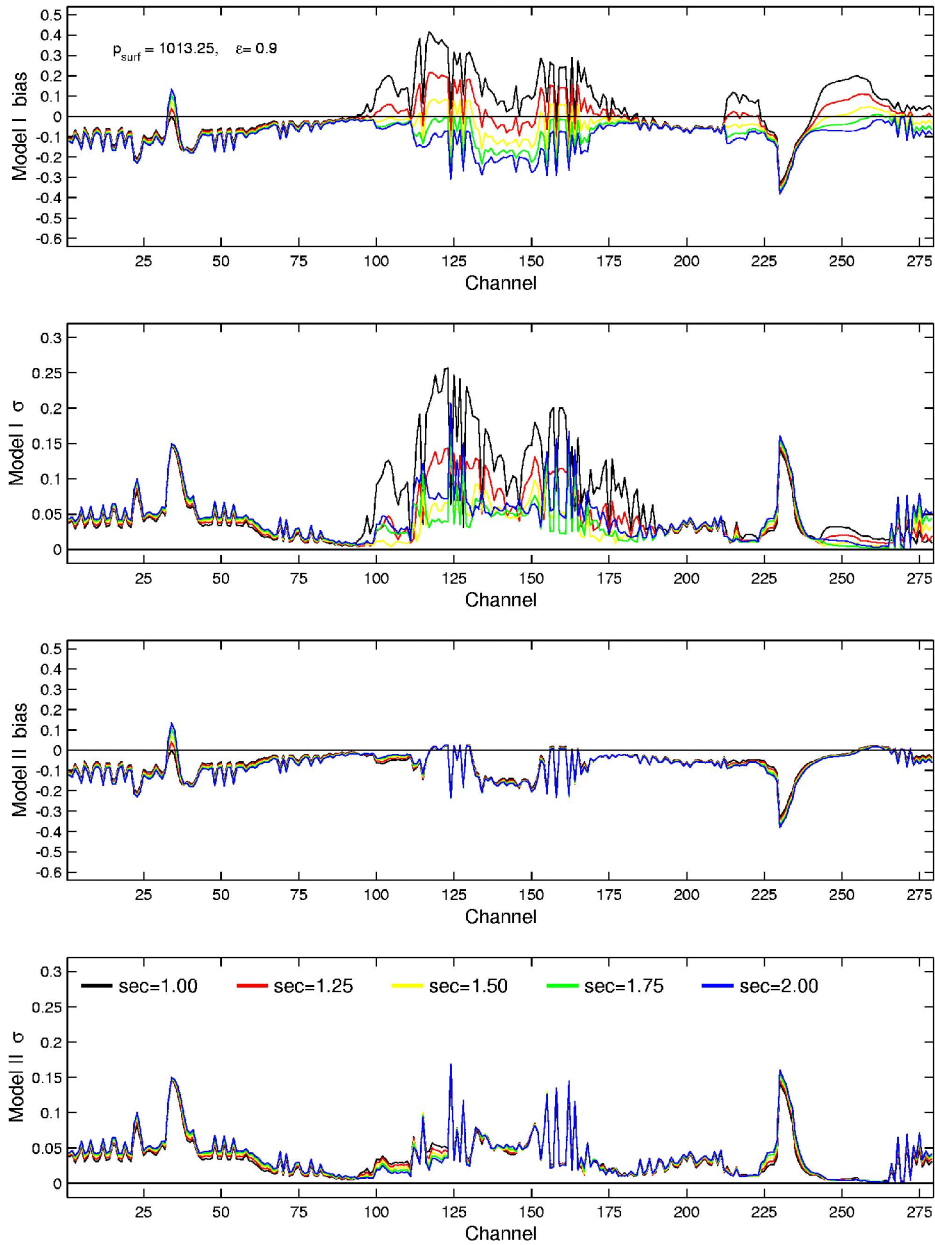 Model I bias
0.5
0.4
0.3
0.2
0.1
0
-0.1
-0.2
-0.3
-0.4
-0.5
-0.6
p_surf = 1013.25, ε= 0.9
25 50 75 100 125 150 175 200 225 250 275
Channel
Model I σ
0.3
0.25
0.2
0.15
0.1
0.05
0
25 50 75 100 125 150 175 200 225 250 275
Channel
Model II bias
0.5
0.4
0.3
0.2
0.1
0
-0.1
-0.2
-0.3
-0.4
-0.5
-0.6
25 50 75 100 125 150 175 200 225 250 275
Channel
Model II σ
0.3
0.25
0.2
0.15
0.1
0.05
0
sec=1.00 sec=1.25 sec=1.50 sec=1.75 sec=2.00
25 50 75 100 125 150 175 200 225 250 275
Channel